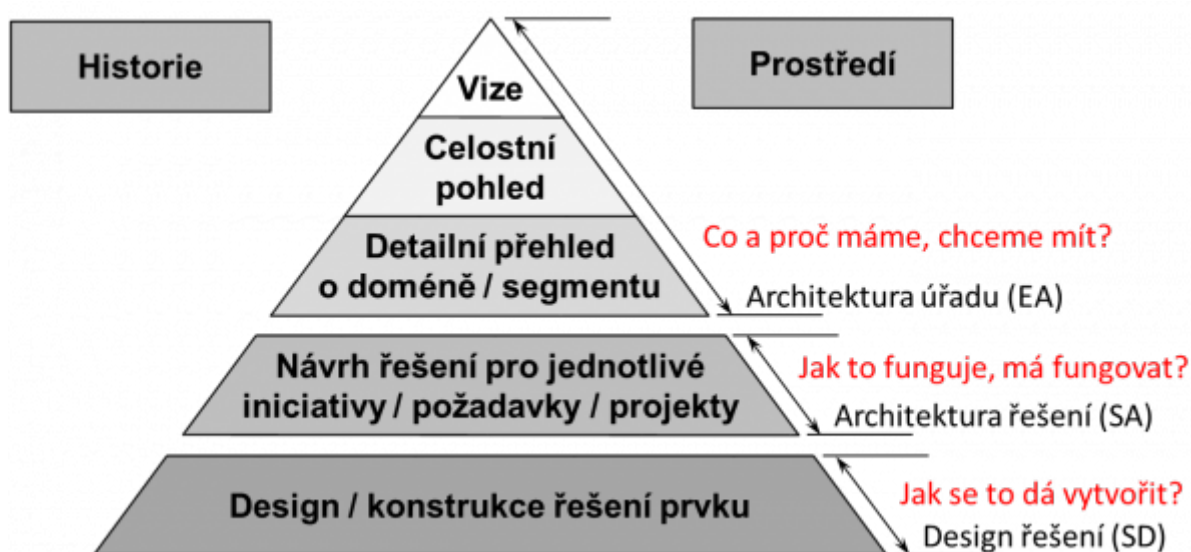 Historie
Prostředí
Vize
Celostní
pohled
Detailní přehled
o doméně / segmentu
Co a proč máme, chceme mít?
Architektura úřadu (EA)
Návrh řešení pro jednotlivé
iniciativy / požadavky / projekty
Jak to funguje, má fungovat?
Architektura řešení (SA)
Design / konstrukce řešení prvku
Jak se to dá vytvořit?
Design řešení (SD)